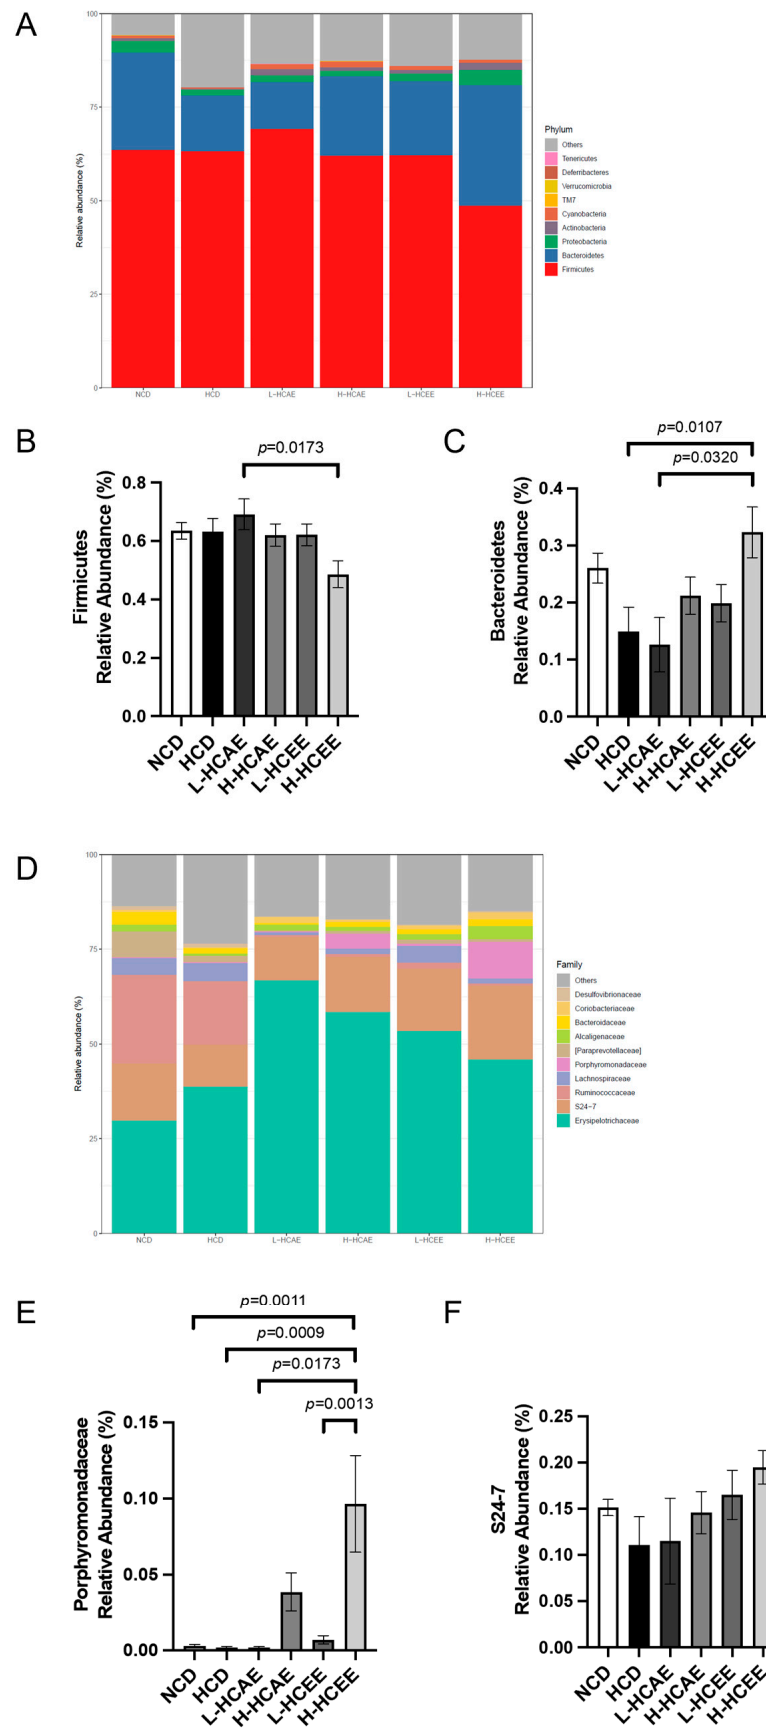 A
Relative abundance (%)
100
75
50
25
0
NCD HCD L-HCAE H-HCAE L-HCEE H-HCEE
Phylum
Others
Tenericutes
Deferribacteres
Verrucomicrobia
TM7
Cyanobacteria
Actinobacteria
Proteobacteria
Bacteroidetes
Firmicutes
B
p=0.0173
Firmicutes
Relative Abundance (%)
0.8
0.6
0.4
0.2
0.0
NCD HCD L-HCAE H-HCAE L-HCEE H-HCEE
C
p=0.0107
p=0.0320
Bacteroidetes
Relative Abundance (%)
0.4
0.3
0.2
0.1
0.0
NCD HCD L-HCAE H-HCAE L-HCEE H-HCEE
D
Relative abundance (%)
100
75
50
25
0
NCD HCD L-HCAE H-HCAE L-HCEE H-HCEE
Family
Others
Desulfovibrionaceae
Coriobacteriaceae
Bacteroidaceae
Alcaligenaceae
[Paraprevotellaceae]
Porphyromonadaceae
Lachnospiraceae
Ruminococcaceae
S24-7
Erysipelotrichaceae
E
p=0.0011
p=0.0009
p=0.0173
p=0.0013
Porphyromonadaceae
Relative Abundance (%)
0.15
0.10
0.05
0.00
NCD HCD L-HCAE H-HCAE L-HCEE H-HCEE
F
S24-7
Relative Abundance (%)
0.25
0.20
0.15
0.10
0.05
0.00
NCD HCD L-HCAE H-HCAE L-HCEE H-HCEE